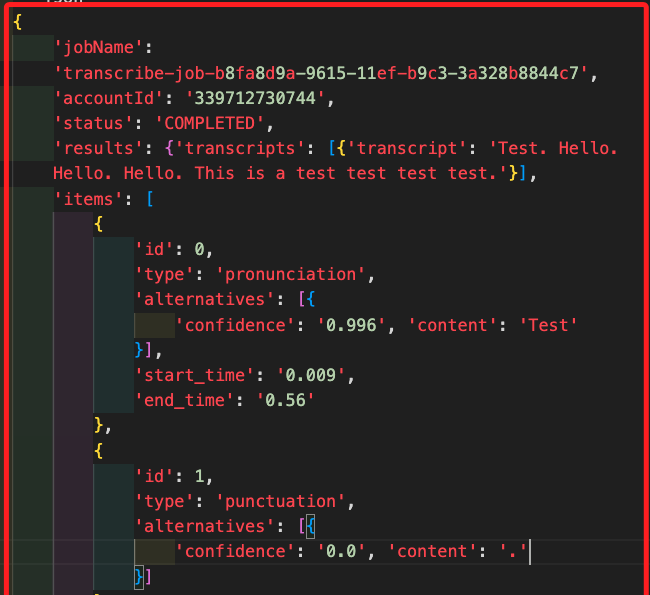 {
'jobName':
'transcribe-job-b8fa8d9a-9615-11ef-b9c3-3a328b8844c7',
'accountId': '339712730744',
'status': 'COMPLETED',
'results': {'transcripts': [{'transcript': 'Test. Hello.
Hello. Hello. This is a test test test test.'}],
'items': [
{
'id': 0,
'type': 'pronunciation',
'alternatives': [{
'confidence': '0.996', 'content': 'Test'
}],
'start_time': '0.009',
'end_time': '0.56'
},
{
'id': 1,
'type': 'punctuation',
'alternatives': [{
'confidence': '0.0', 'content': '.'
}]